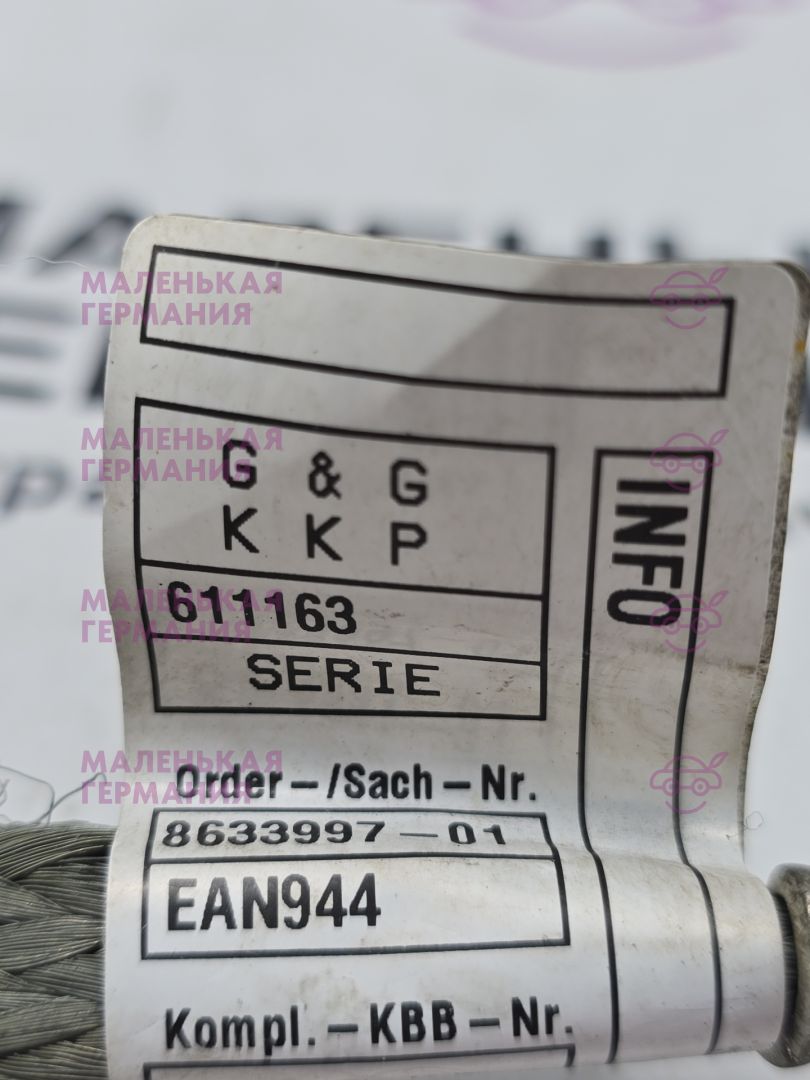 МАЛЕНЬКАЯ
ГЕРМАНИЯ
МАЛЕНЬКАЯ
ГЕРМАНИЯ
G & G
K K P
INFO
МАЛЕНЬКАЯ
ГЕРМАНИЯ
611163
SERIE
МАЛЕНЬКАЯ
ГЕРМАНИЯ
Order-/Sach-Nr.
8633997-01
EAN944
Kompl.-KBB-Nr.